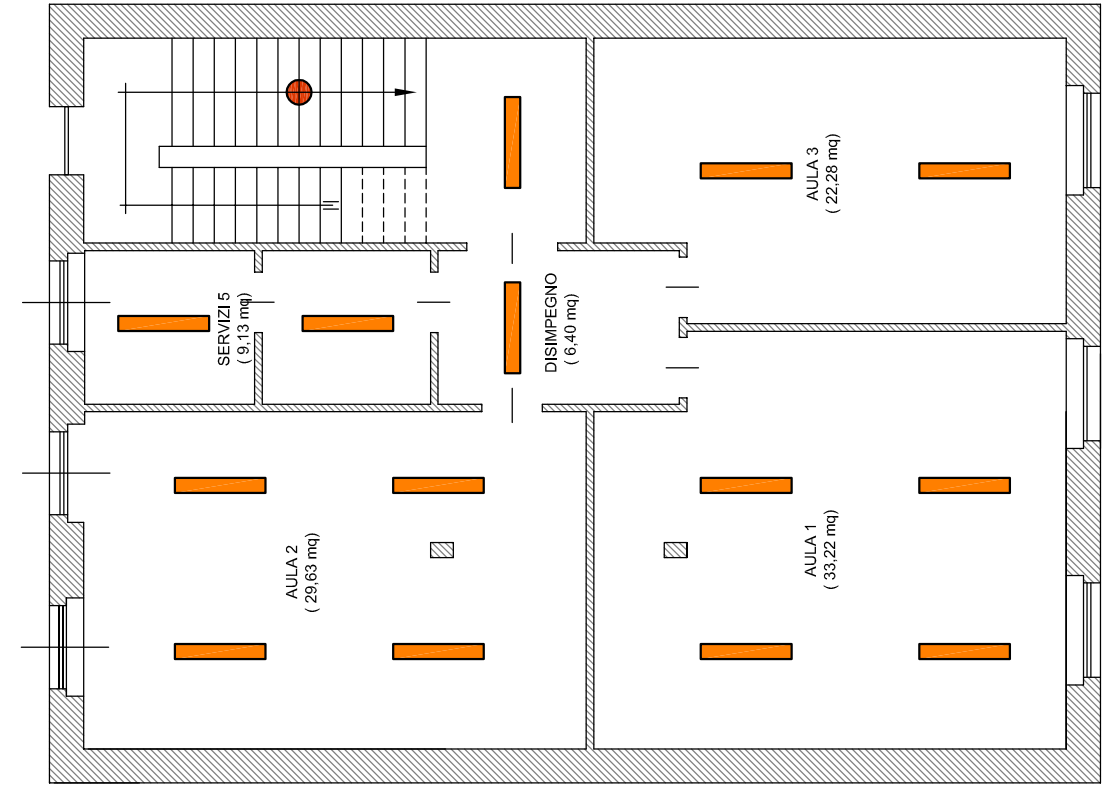 AULA 3
( 22,28 mq)
SERVIZI 5
( 9,13 mq)
DISIMPEGNO
( 6,40 mq)
AULA 2
( 29,63 mq)
AULA 1
( 33,22 mq)